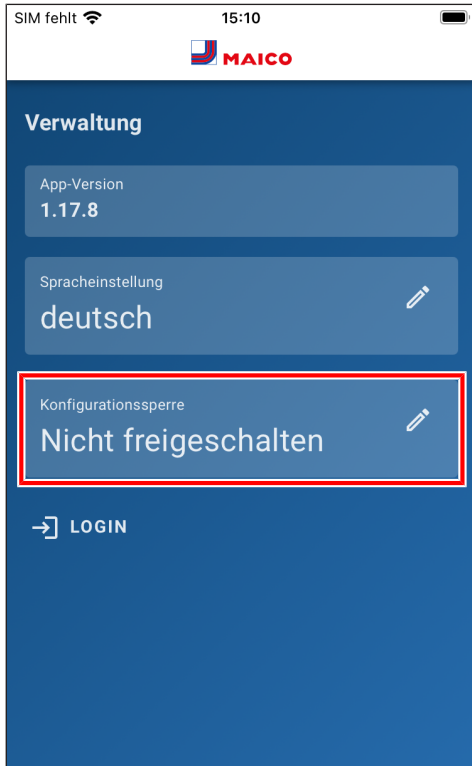 SIM fehlt 15:10
MAICO
Verwaltung
App-Version
1.17.8
Spracheinstellung
deutsch
Konfigurationssperre
Nicht freigeschalten
LOGIN